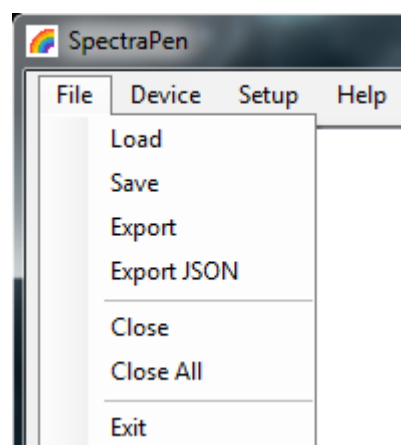 SpectraPen
File Device Setup Help
Load
Save
Export
Export JSON
Close
Close All
Exit